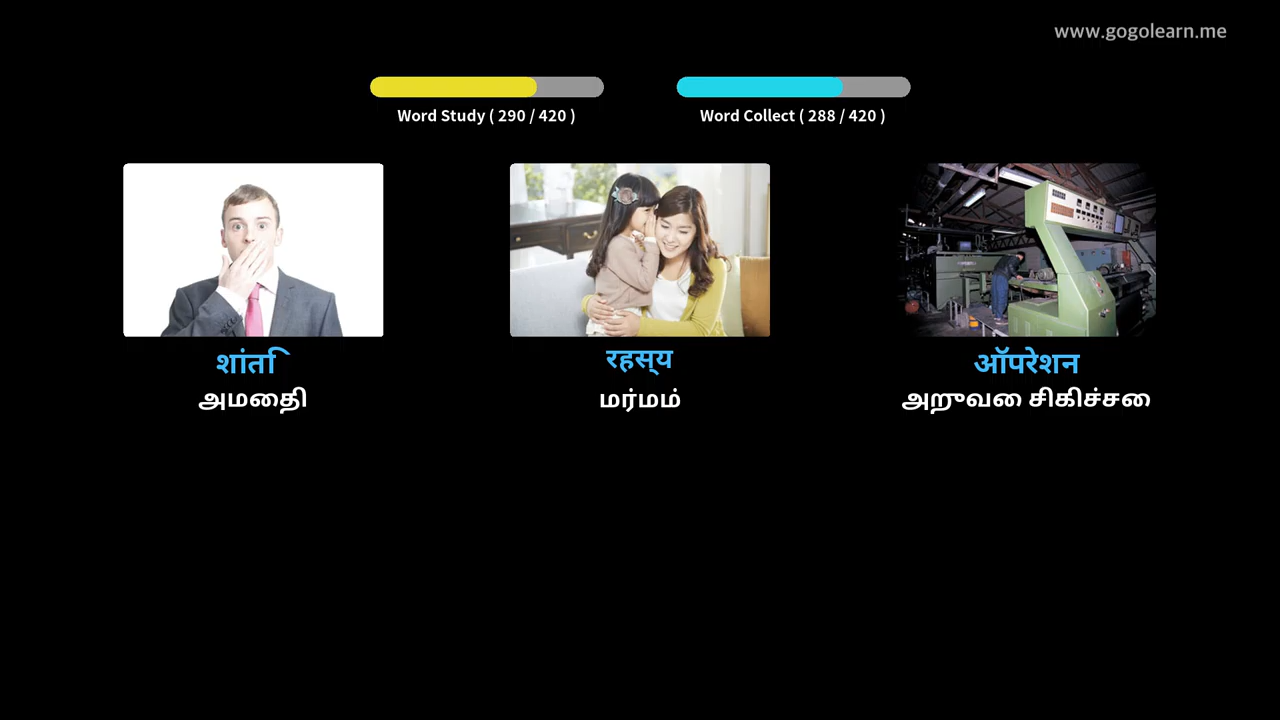 www.gogolearn.me
Word Study ( 290 / 420 )
Word Collect ( 288 / 420 )
शांति
रहस्य
ऑपरेशन
அமைதி
மர்மம்
அறுவை சிகிச்சை